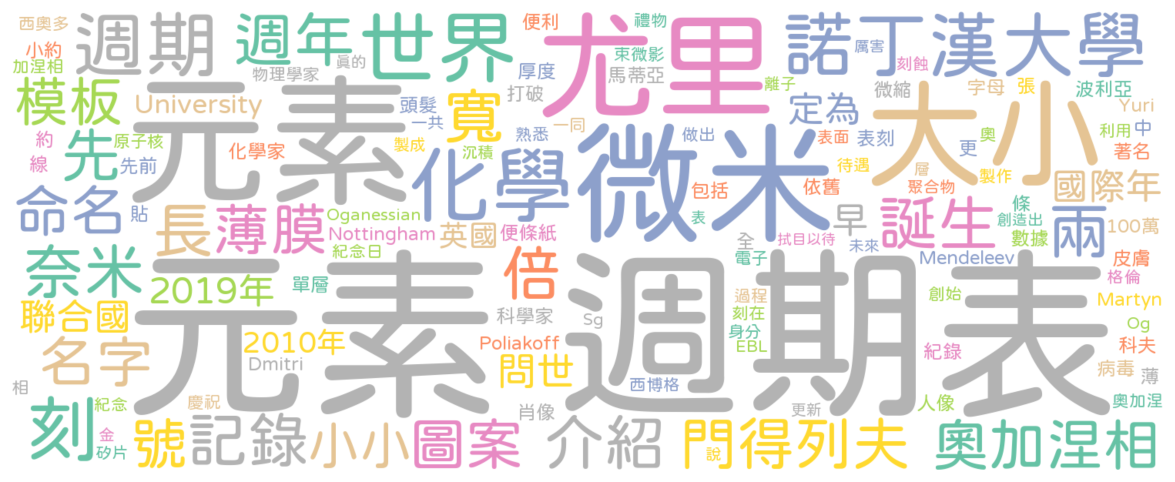 西奧多
小約
加涅相
週期
週年
世界
便利
禮物
尤里
束微影
馬蒂亞
厲害
刻蝕
諾丁漢大學
模板
物理學家
真的
University
元素
頭髮
一共
寬
厚度
打破
離子
定為
微縮
字母
張
波利亞
Yuri
約
線
先
原子核
先前
化學家
製成
沉積
熟悉
一同
微米
做出
表面
表刻
大小
奧
更
利用
中
著名
命名
貼
長
薄膜
化學
包括
待遇
依舊
層
聚合物
製作
國際年
Oganessian
Nottingham
紀念日
英國
便條紙
表
早
拭目以待
全
電子
未來
誕生
Mendeleev
兩
條
創造出
數據
100萬
皮膚
格倫
奈米
2019年
單層
倍
科學家
Sg
元素週期表
過程
刻在
身分
EBL
創始
Martyn
Og
科夫
聯合國
2010年
Dmitri
Poliakoff
問世
西博格
紀錄
病毒
薄
名字
相
紀念
慶祝
肖像
更新
人像
奧加涅
刻
金
矽片
號
記錄
小小
圖案
介紹
門得列夫
說
奧加涅相